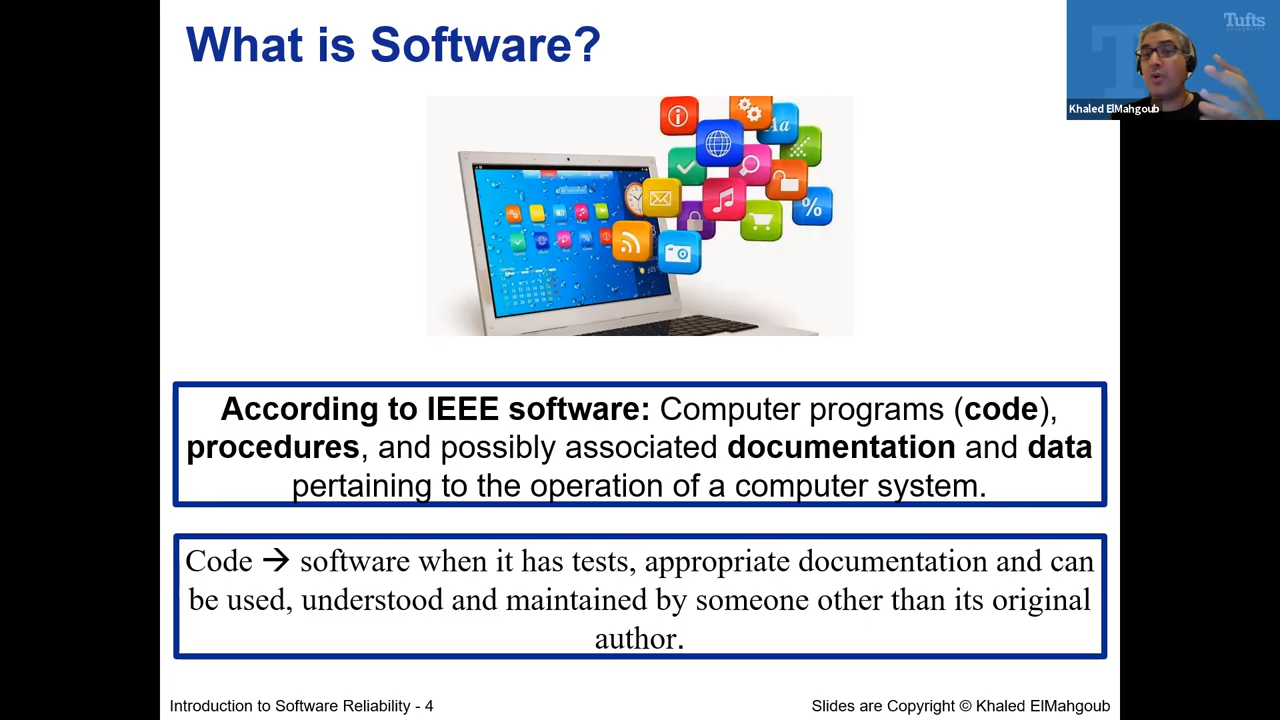 What is Software?
Tufts
UNIVERSITY
Khaled ElMahgoub
Aa
%
According to IEEE software: Computer programs (code),
procedures, and possibly associated documentation and data
pertaining to the operation of a computer system.
Code → software when it has tests, appropriate documentation and can
be used, understood and maintained by someone other than its original
author.
Introduction to Software Reliability - 4
Slides are Copyright © Khaled ElMahgoub